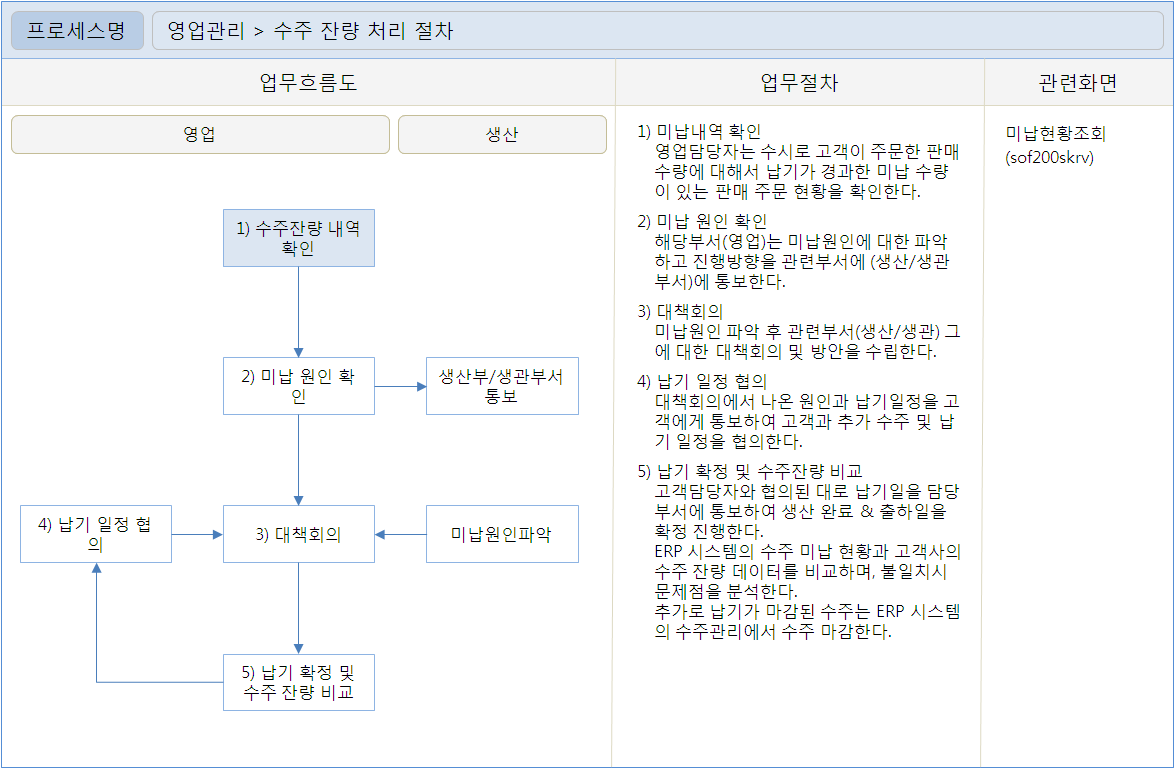 프로세스명
영업관리 > 수주 잔량 처리 절차
업무흐름도
업무절차
관련화면
영업
생산
1) 수주잔량 내역
확인
2) 미납 원인 확
인
생산부/생관부서
통보
4) 납기 일정 협
의
3) 대책회의
미납원인파악
5) 납기 확정 및
수주 잔량 비교
1) 미납내역 확인
영업담당자는 수시로 고객이 주문한 판매
수량에 대해서 납기가 경과한 미납 수량
이 있는 판매 주문 현황을 확인한다.
2) 미납 원인 확인
해당부서(영업)는 미납원인에 대한 파악
하고 진행방향을 관련부서에 (생산/생관
부서)에 통보한다.
3) 대책회의
미납원인 파악 후 관련부서(생산/생관) 그
에 대한 대책회의 및 방안을 수립한다.
4) 납기 일정 협의
대책회의에서 나온 원인과 납기일정을 고
객에게 통보하여 고객과 추가 수주 및 납
기 일정을 협의한다.
5) 납기 확정 및 수주잔량 비교
고객담당자와 협의된 대로 납기일을 담당
부서에 통보하여 생산 완료 & 출하일을
확정 진행한다.
ERP 시스템의 수주 미납 현황과 고객사의
수주 잔량 데이터를 비교하며, 불일치시
문제점을 분석한다.
추가로 납기가 마감된 수주는 ERP 시스템
의 수주관리에서 수주 마감한다.
미납현황조회
(sof200skrv)